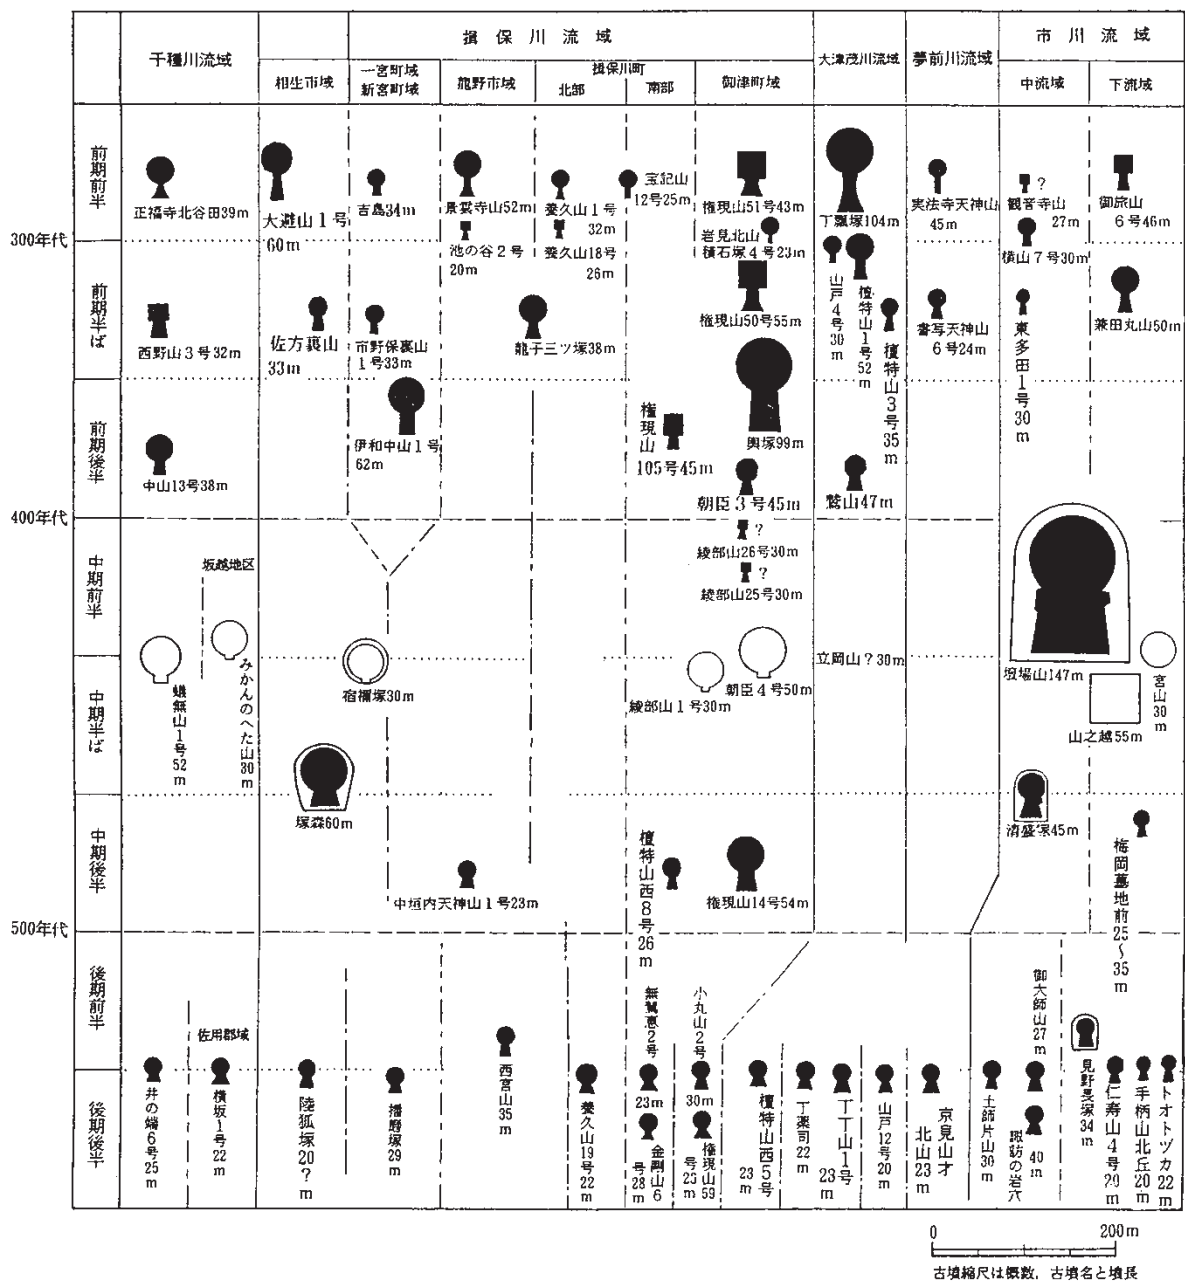 千種川流域
揖保川流域
大津茂川流域
夢前川流域
市川流域
相生市域
一宮町域
新宮町域
龍野市域
揖保川町
北部
南部
御津町域
中流域
下流域
前期前半
正福寺北谷田39m
大避山1号
60m
吉島34m
景雲寺山52m
養久山1号
32m
宝記山
12号25m
権現山51号43m
丁瓢塚104m
実法寺天神山
45m
?
観音寺山
27m
御旅山
6号46m
300年代
池の谷2号
20m
養久山18号
26m
岩見北山
積石塚4号23m
横山7号30m
前期半ば
西野山3号32m
佐方裏山
33m
市野保裏山
1号33m
龍子三ツ塚38m
権現山50号55m
山戸4号30m
檀特山1号52m
檀特山3号35m
書写天神山
6号24m
東多田1号30m
兼田丸山50m
前期後半
中山13号38m
伊和中山1号
62m
権現山
105号45m
輿塚99m
朝臣3号45m
鷲山47m
400年代
中期前半
坂越地区
?
綾部山26号30m
?
綾部山25号30m
壇場山147m
宮山30m
中期半ば
蟻無山1号52m
みかんのへた山30m
宿禰塚30m
綾部山1号30m
朝臣4号50m
立岡山?30m
山之越55m
塚森60m
清盛塚45m
中期後半
中垣内天神山1号23m
檀特山西8号26m
権現山14号54m
梅岡墓地前25〜35m
500年代
後期前半
佐用郡域
西宮山35m
無賀恵2号
23m
小丸山2号
30m
御大師山27m
見野長塚34m
後期後半
井の端6号25m
横坂1号22m
陸狐塚20?m
播磨塚29m
養久山19号22m
金剛山6号28m
権現山59号25m
檀特山西5号
23m
丁薬司22m
丁丁山1号
23m
山戸12号20m
京見山才
北山23m
土師片山30m
諏訪の岩穴
40m
仁寿山4号20m
手柄山北丘20m
トオトヅカ22m
0
200m
古墳縮尺は概数，古墳名と墳長